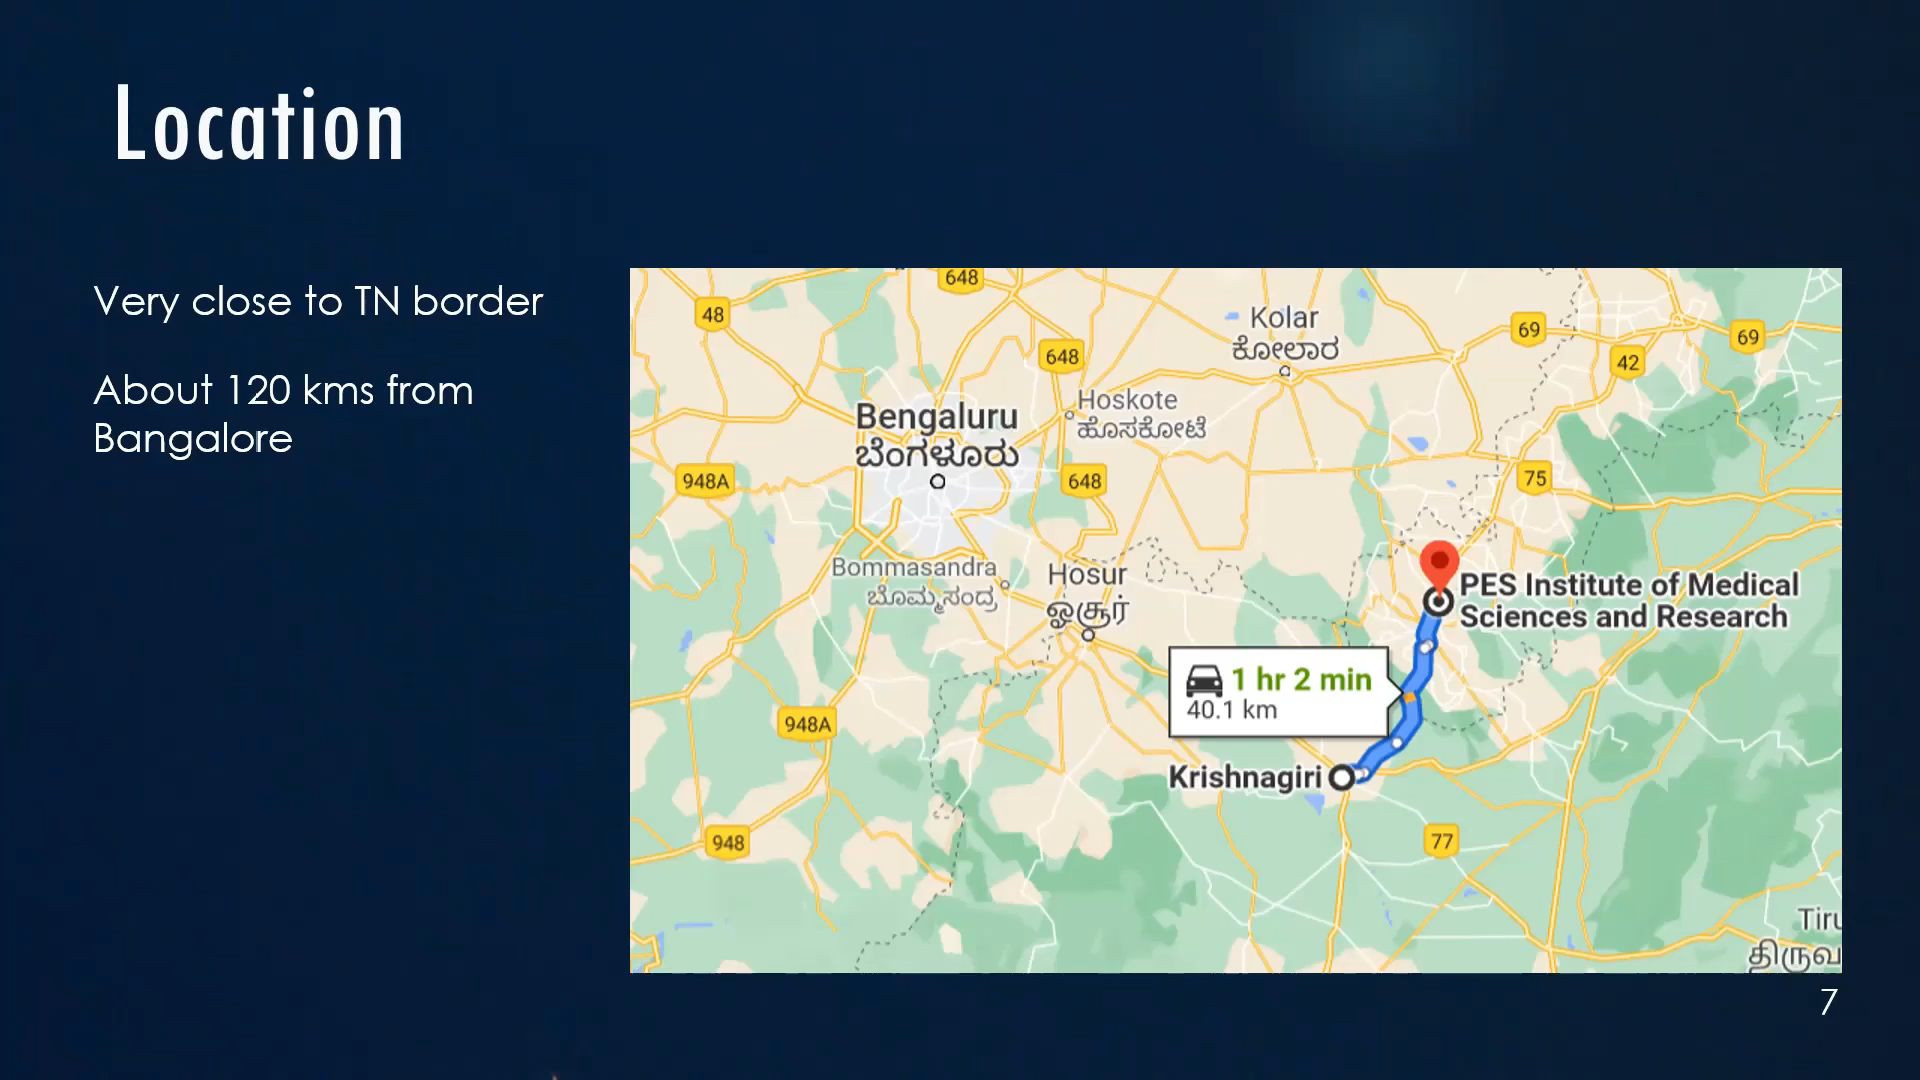 Location
Very close to TN border
About 120 kms from
Bangalore
648
48
Kolar
ಕೋಲಾರ
69
69
648
42
Hoskote
ಹೊಸಕೋಟೆ
Bengaluru
ಬೆಂಗಳೂರು
948A
648
75
Bommasandra
ಬೊಮ್ಮಸಂದ್ರ
Hosur
ஓசூர்
PES Institute of Medical
Sciences and Research
1 hr 2 min
40.1 km
948A
Krishnagiri
948
77
Tiru
திருவ
7